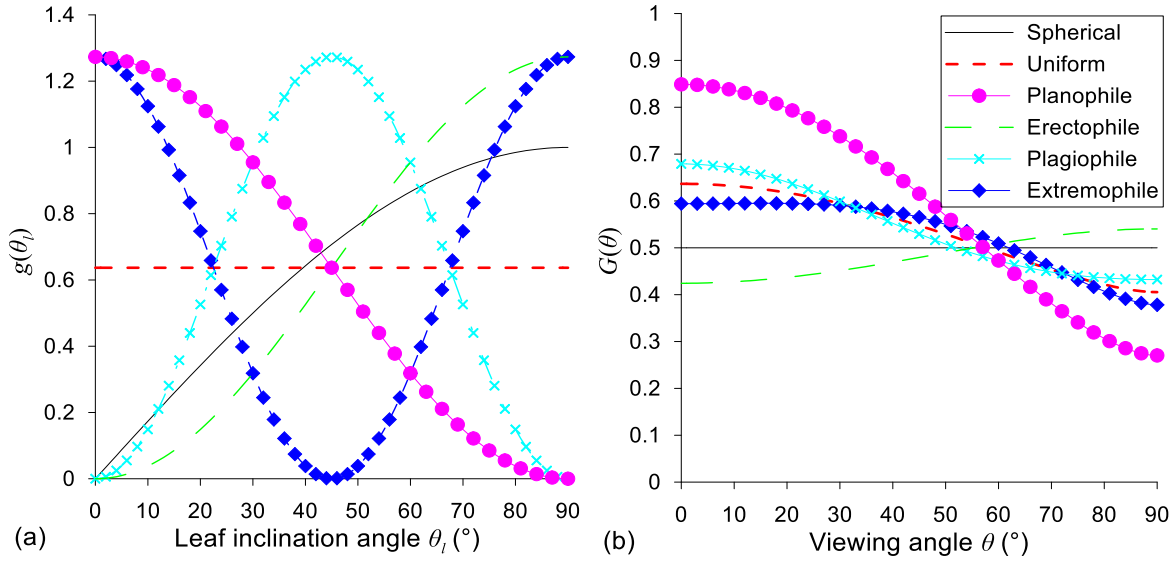 1.4
1.2
1
0.8
0.6
0.4
0.2
0
g(θl)
0 10 20 30 40 50 60 70 80 90
(a) Leaf inclination angle θl (°)
1
0.9
0.8
0.7
0.6
0.5
0.4
0.3
0.2
0.1
0
G(θ)
Spherical
Uniform
Planophile
Erectophile
Plagiophile
Extremophile
0 10 20 30 40 50 60 70 80 90
(b) Viewing angle θ (°)